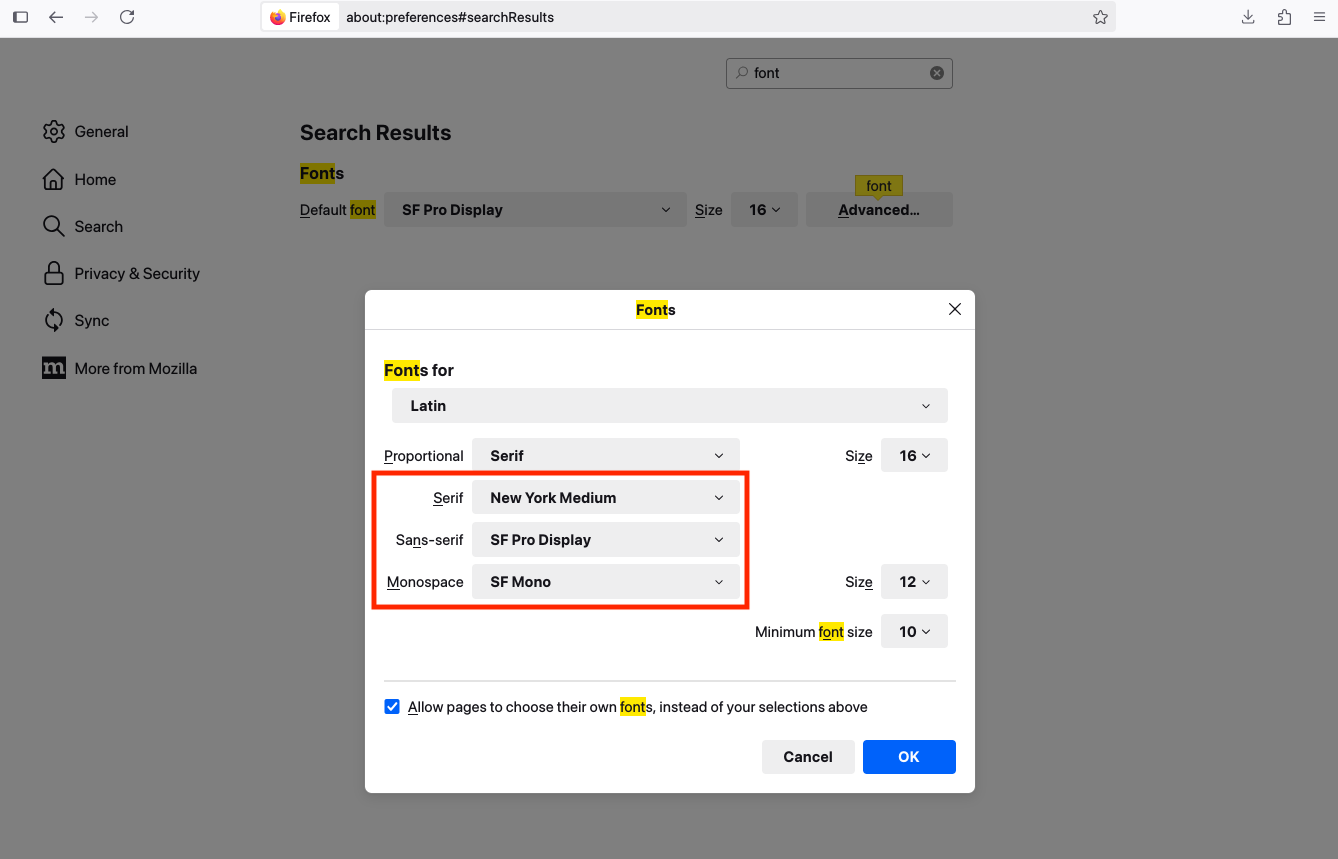 Firefox about:preferences#searchResults
font
General
Home
Search
Privacy & Security
Sync
m More from Mozilla
Search Results
Fonts
font
Default font SF Pro Display Size 16 Advanced...
Fonts
Fonts for
Latin
Proportional Serif Size 16
Serif New York Medium
Sans-serif SF Pro Display
Monospace SF Mono Size 12
Minimum font size 10
Allow pages to choose their own fonts, instead of your selections above
Cancel OK